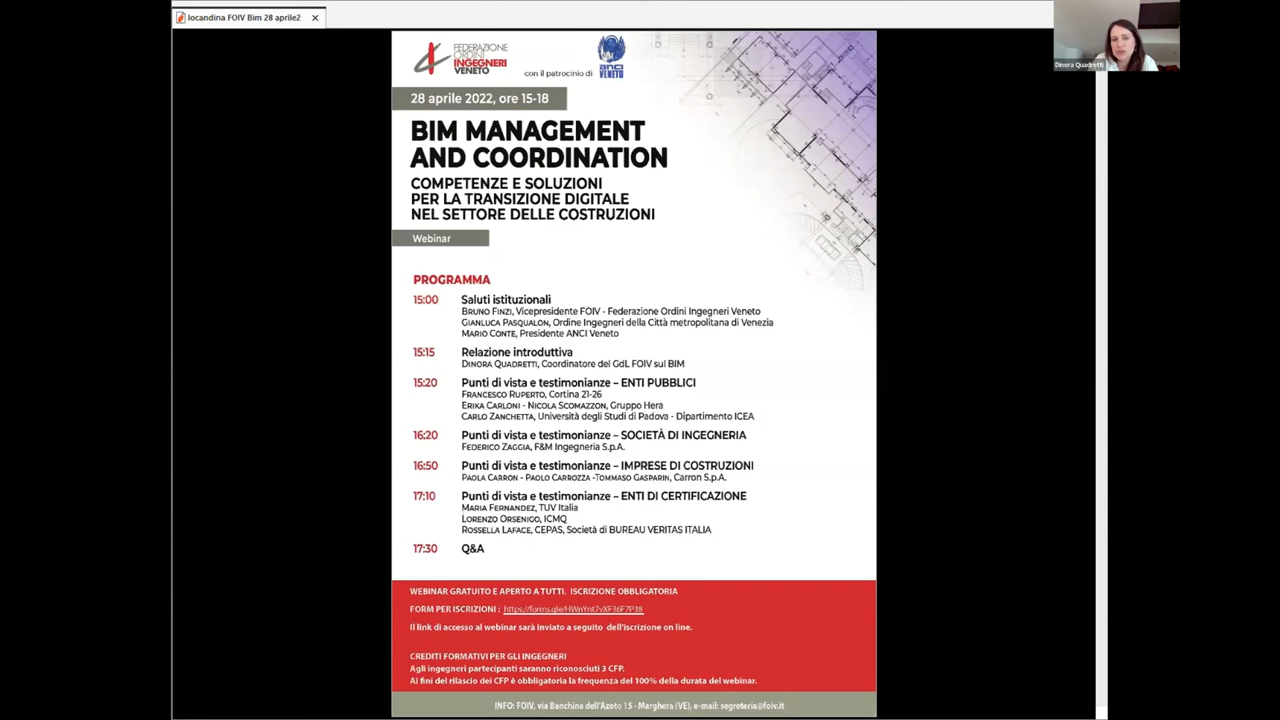 locandina FOIV Bim 28 aprile2
Dinora Quadretti
FEDERAZIONE
ORDINI
INGEGNERI
VENETO
con il patrocinio di
anci
VENETO
28 aprile 2022, ore 15-18
BIM MANAGEMENT
AND COORDINATION
COMPETENZE E SOLUZIONI
PER LA TRANSIZIONE DIGITALE
NEL SETTORE DELLE COSTRUZIONI
Webinar
PROGRAMMA
15:00 Saluti istituzionali
BRUNO FINZI, Vicepresidente FOIV - Federazione Ordini Ingegneri Veneto
GIANLUCA PASQUALON, Ordine Ingegneri della Città metropolitana di Venezia
MARIO CONTE, Presidente ANCI Veneto
15:15 Relazione introduttiva
DINORA QUADRETTI, Coordinatore del GdL FOIV sul BIM
15:20 Punti di vista e testimonianze – ENTI PUBBLICI
FRANCESCO RUPERTO, Cortina 21-26
ERIKA CARLONI - NICOLA SCOMAZZON, Gruppo Hera
CARLO ZANCHETTA, Università degli Studi di Padova - Dipartimento ICEA
16:20 Punti di vista e testimonianze – SOCIETÀ DI INGEGNERIA
FEDERICO ZAGGIA, F&M Ingegneria S.p.A.
16:50 Punti di vista e testimonianze – IMPRESE DI COSTRUZIONI
PAOLA CARRON - PAOLO CARROZZA -TOMMASO GASPARIN, Carron S.p.A.
17:10 Punti di vista e testimonianze – ENTI DI CERTIFICAZIONE
MARIA FERNANDEZ, TUV Italia
LORENZO ORSENIGO, ICMQ
ROSSELLA LAFACE, CEPAS, Società di BUREAU VERITAS ITALIA
17:30 Q&A
WEBINAR GRATUITO E APERTO A TUTTI. ISCRIZIONE OBBLIGATORIA
FORM PER ISCRIZIONI : https://forms.gle/HWnYnt7vXF36F7P38
Il link di accesso al webinar sarà inviato a seguito dell'iscrizione on line.
CREDITI FORMATIVI PER GLI INGEGNERI
Agli ingegneri partecipanti saranno riconosciuti 3 CFP.
Ai fini del rilascio dei CFP è obbligatoria la frequenza del 100% della durata del webinar.
INFO: FOIV, via Banchina dell'Azoto 15 - Marghera (VE), e-mail: segreteria@foiv.it